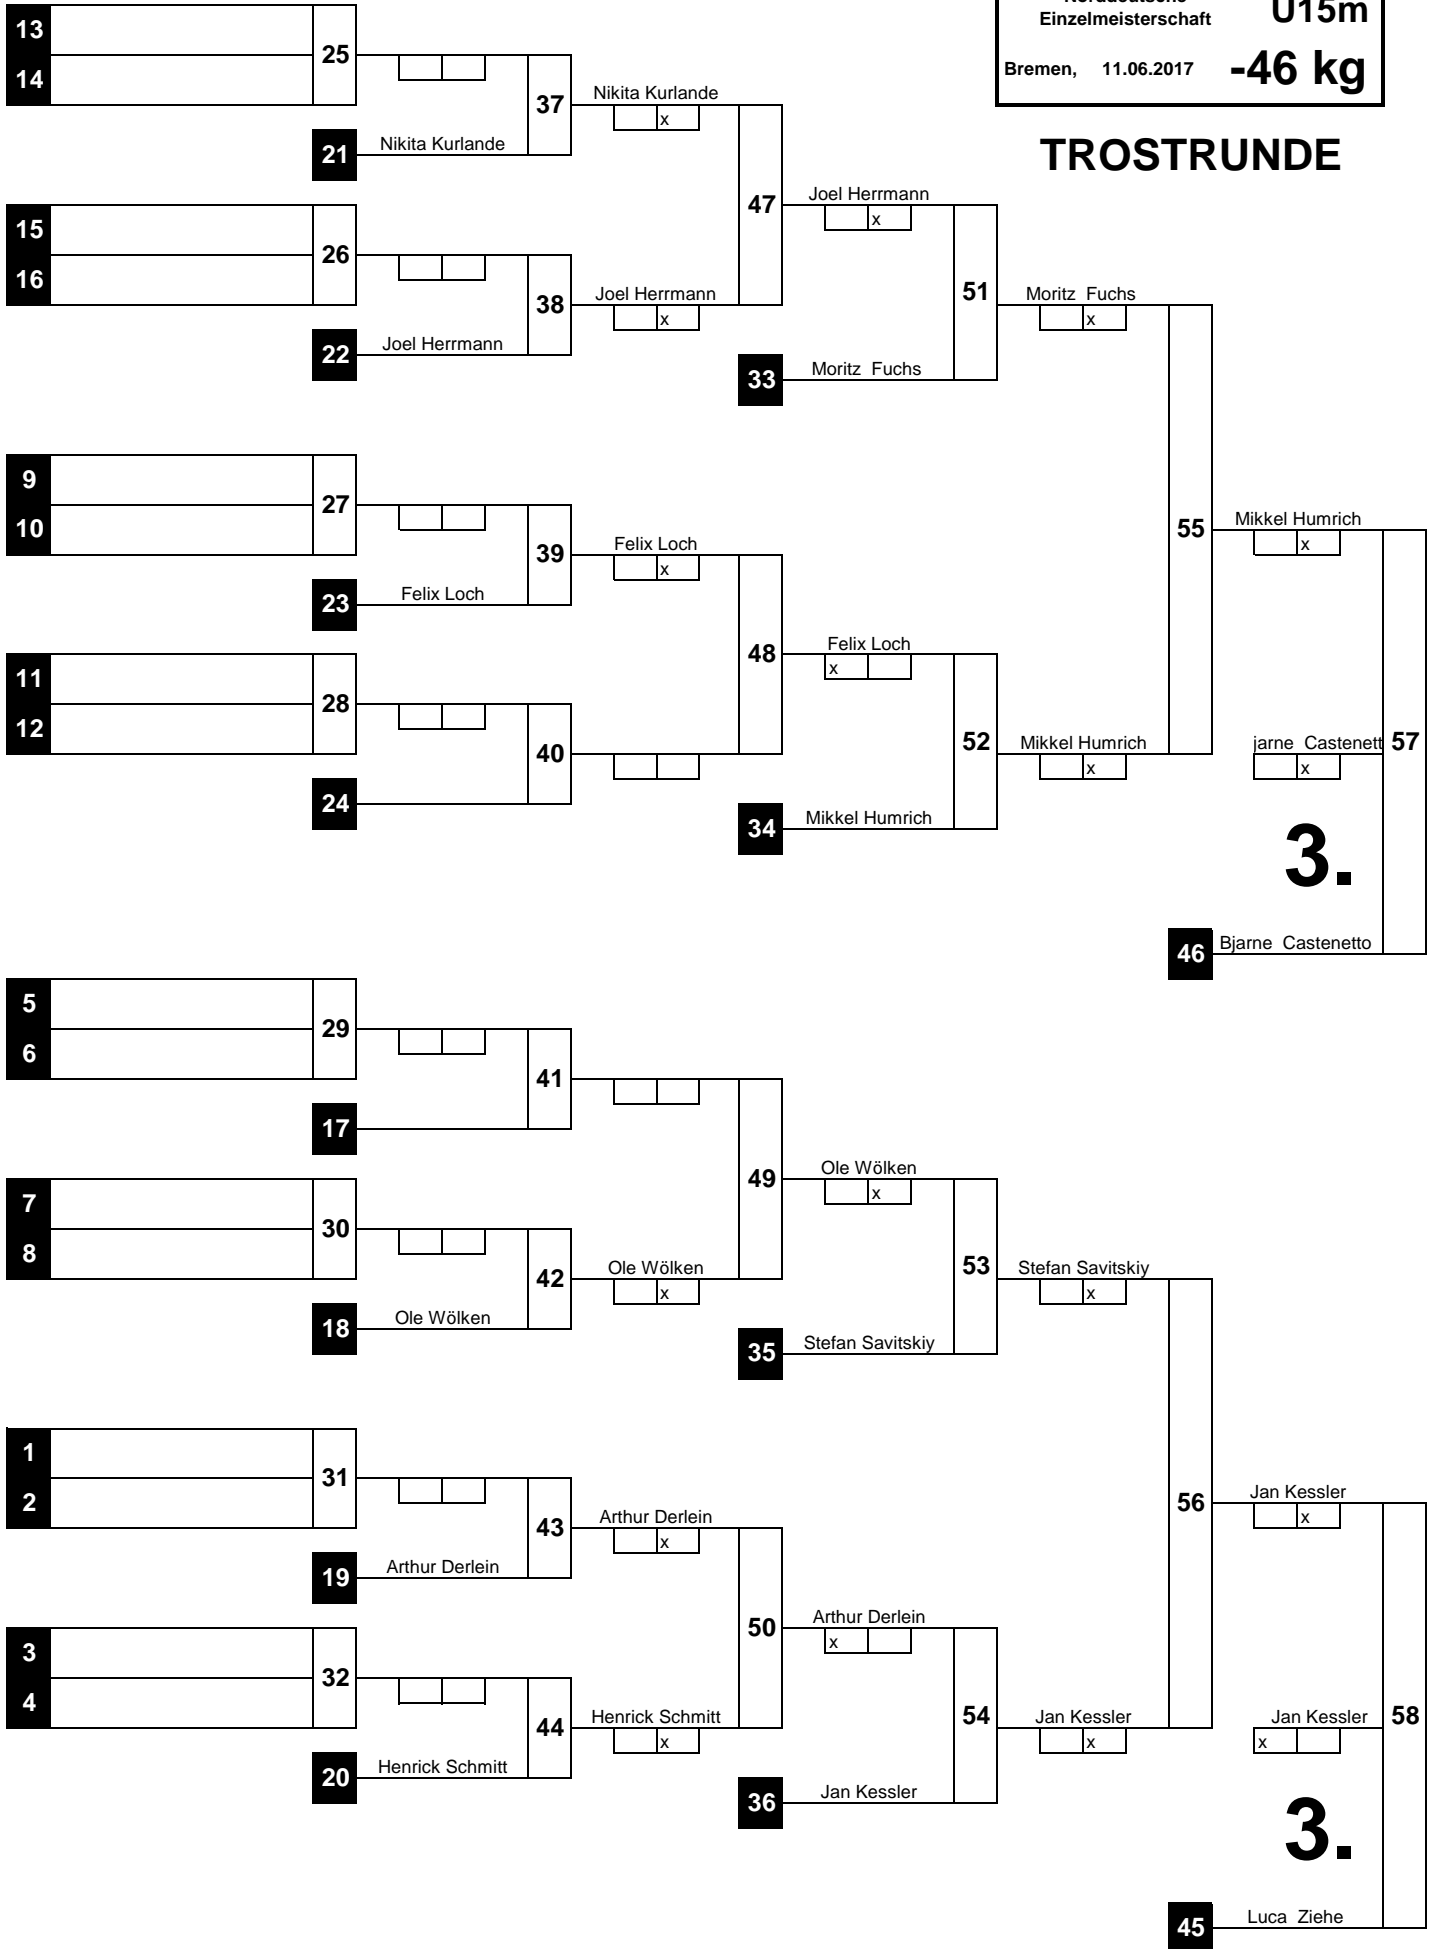 Norddeutsche
Einzelmeisterschaft
U15m
Bremen, 11.06.2017
-46 kg
TROSTRUNDE
13
14
25
37
Nikita Kurlande
x
21
Nikita Kurlande
47
Joel Herrmann
x
15
16
26
38
Joel Herrmann
x
22
Joel Herrmann
51
Moritz Fuchs
x
33
Moritz Fuchs
9
10
27
39
Felix Loch
x
23
Felix Loch
55
Mikkel Humrich
x
48
Felix Loch
x
11
12
28
40
24
52
Mikkel Humrich
x
34
Mikkel Humrich
jarne Castenett
57
x
3.
46
Bjarne Castenetto
5
6
29
41
17
49
Ole Wölken
x
7
8
30
42
Ole Wölken
x
18
Ole Wölken
53
Stefan Savitskiy
x
35
Stefan Savitskiy
1
2
31
43
Arthur Derlein
x
19
Arthur Derlein
56
Jan Kessler
x
50
Arthur Derlein
x
3
4
32
44
Henrick Schmitt
x
20
Henrick Schmitt
54
Jan Kessler
x
36
Jan Kessler
Jan Kessler
58
x
3.
45
Luca Ziehe